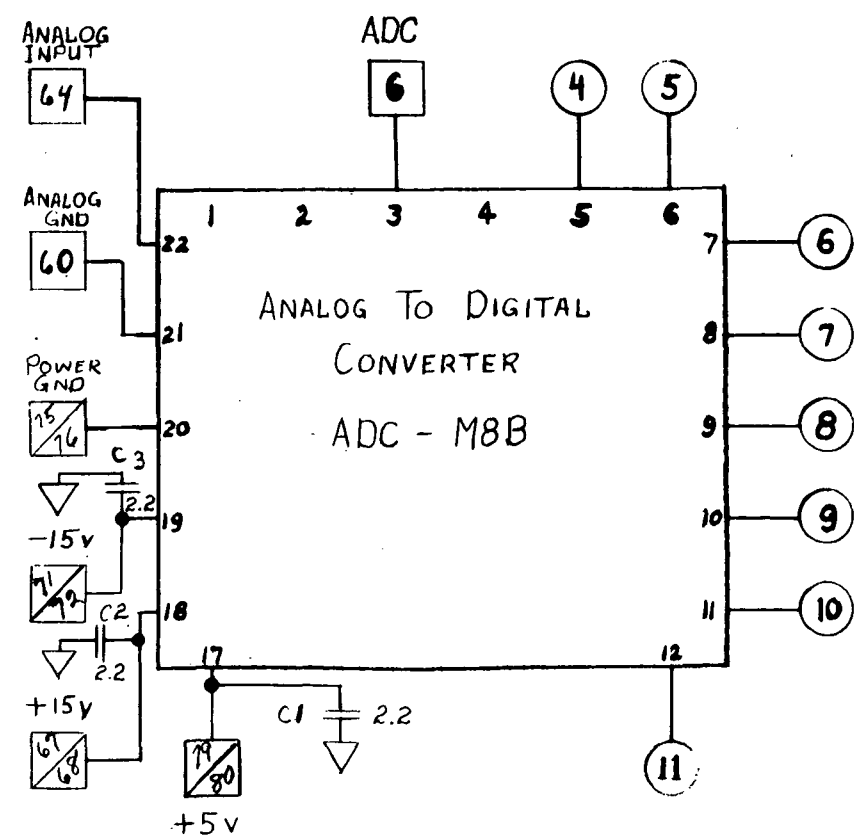 ANALOG
INPUT
64
ADC
6
4
5
ANALOG
GND
60
1 2 3 4 5 6
22
21
20
19
18
17
7
8
9
10
11
12
6
7
8
9
10
11
ANALOG TO DIGITAL
CONVERTER
ADC - M8B
POWER
GND
75/76
C3
2.2
-15v
71/72
C2
2.2
+15v
67/68
C1
2.2
79/80
+5v